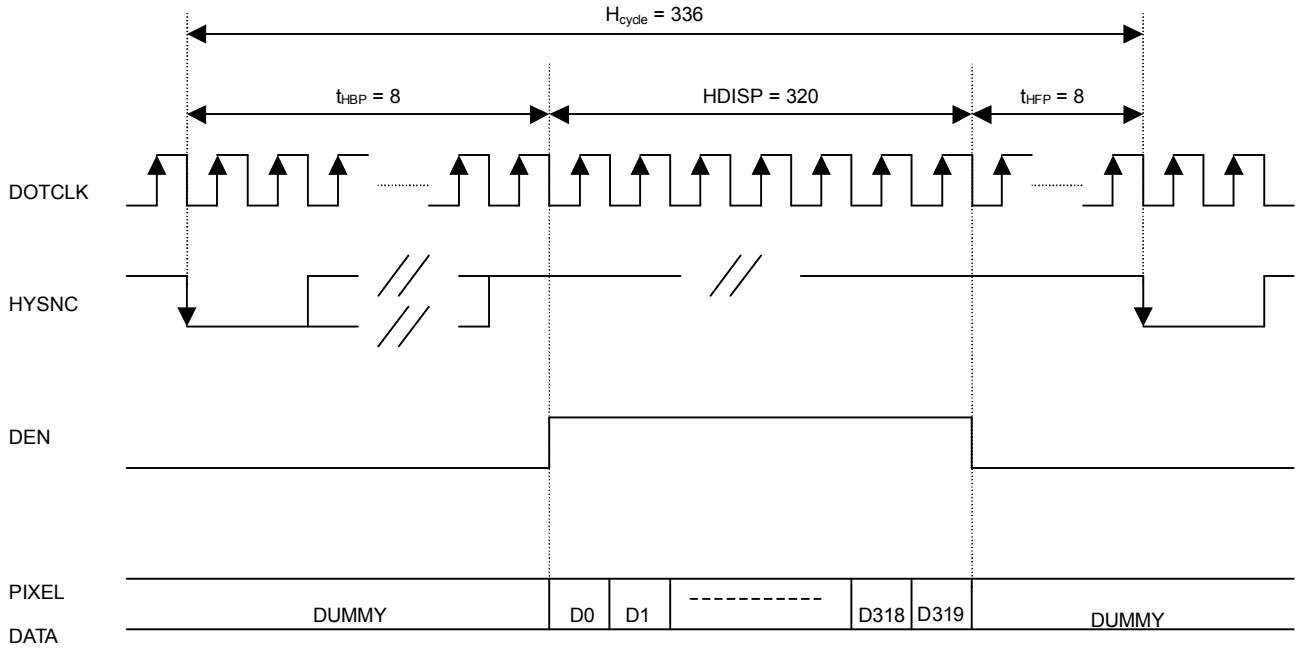 Hcycle = 336
tHBP = 8
HDISP = 320
tHFP = 8
DOTCLK
HYSNC
DEN
PIXEL
DATA
DUMMY
D0
D1
D318
D319
DUMMY